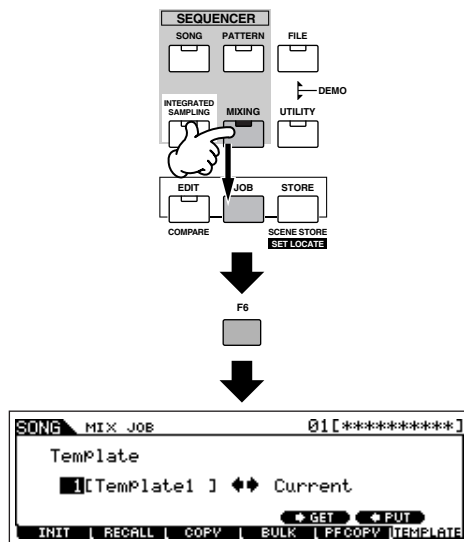 SEQUENCER
SONG PATTERN FILE
DEMO
INTEGRATED SAMPLING MIXING UTILITY
EDIT JOB STORE
COMPARE SCENE STORE
SET LOCATE
F6
SONG MIX JOB 01[**********]
Template
1[Template1 ] Current
GET PUT
INIT RECALL COPY BULK PFCOPY TEMPLATE